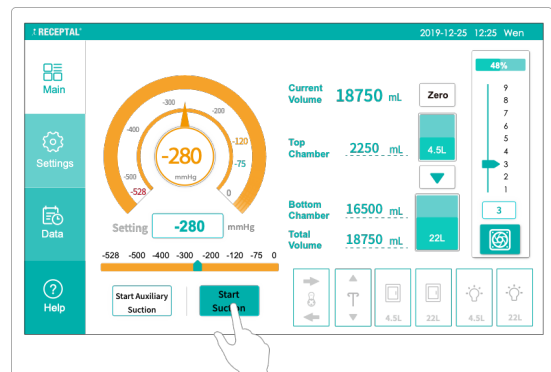 RECEPTAL®
2019-12-25 12:25 Wen
Main
Settings
Data
Help
-300
-200
-400
-120
-75
-500
-528
0
-280
mmHg
Setting -280 mmHg
-528 -500 -400 -300 -200 -120 -75 0
Start Auxiliary
Suction
Start
Suction
Current
Volume 18750 mL Zero
Top
Chamber 2250 mL 4.5L
Bottom
Chamber 16500 mL
Total
Volume 18750 mL 22L
48%
9
8
7
6
5
4
3
2
1
3
4.5L
22L
4.5L
22L